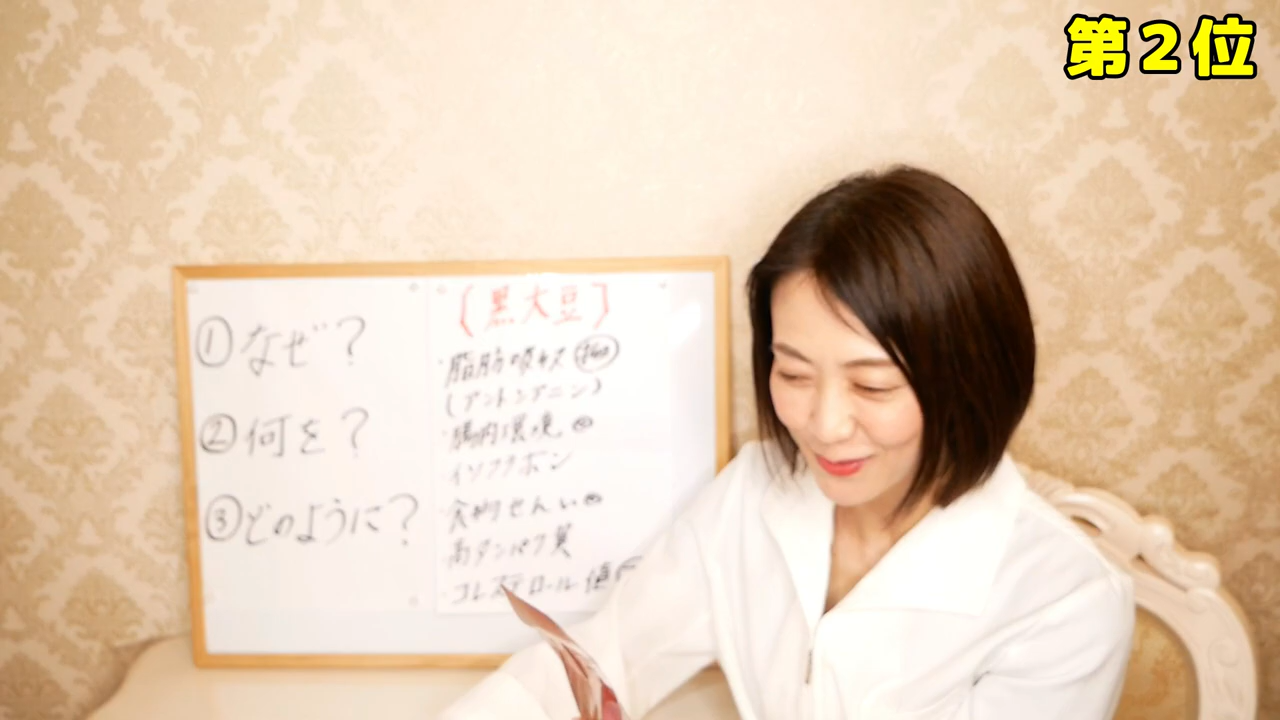 第2位
①なぜ?
②何を?
③どのように?
[黒大豆]
・脂肪吸収
(アントシアニン)
・腸内環境
イソフラボン
・食物せんい
高タンパク質
・コレステロール値